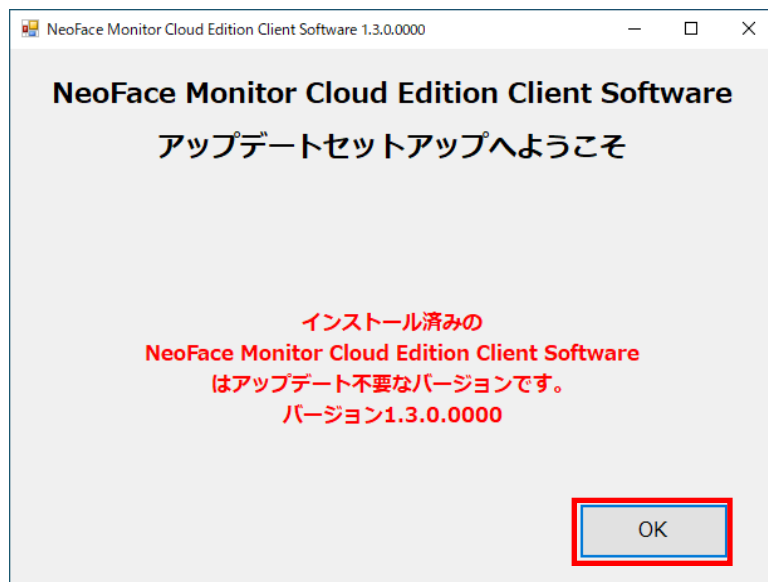 NeoFace Monitor Cloud Edition Client Software 1.3.0.0000
NeoFace Monitor Cloud Edition Client Software
アップデートセットアップへようこそ
インストール済みの
NeoFace Monitor Cloud Edition Client Software
はアップデート不要なバージョンです。
バージョン1.3.0.0000
OK